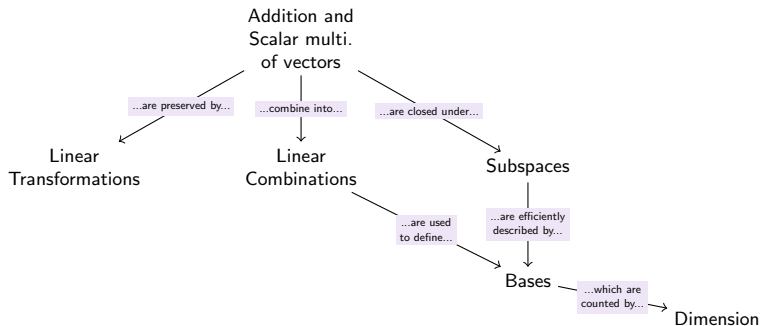 Addition and
Scalar multi.
of vectors
...are preserved by...
...combine into...
...are closed under...
Linear
Transformations
Linear
Combinations
Subspaces
...are used
to define...
...are efficiently
described by...
Bases
...which are
counted by...
Dimension